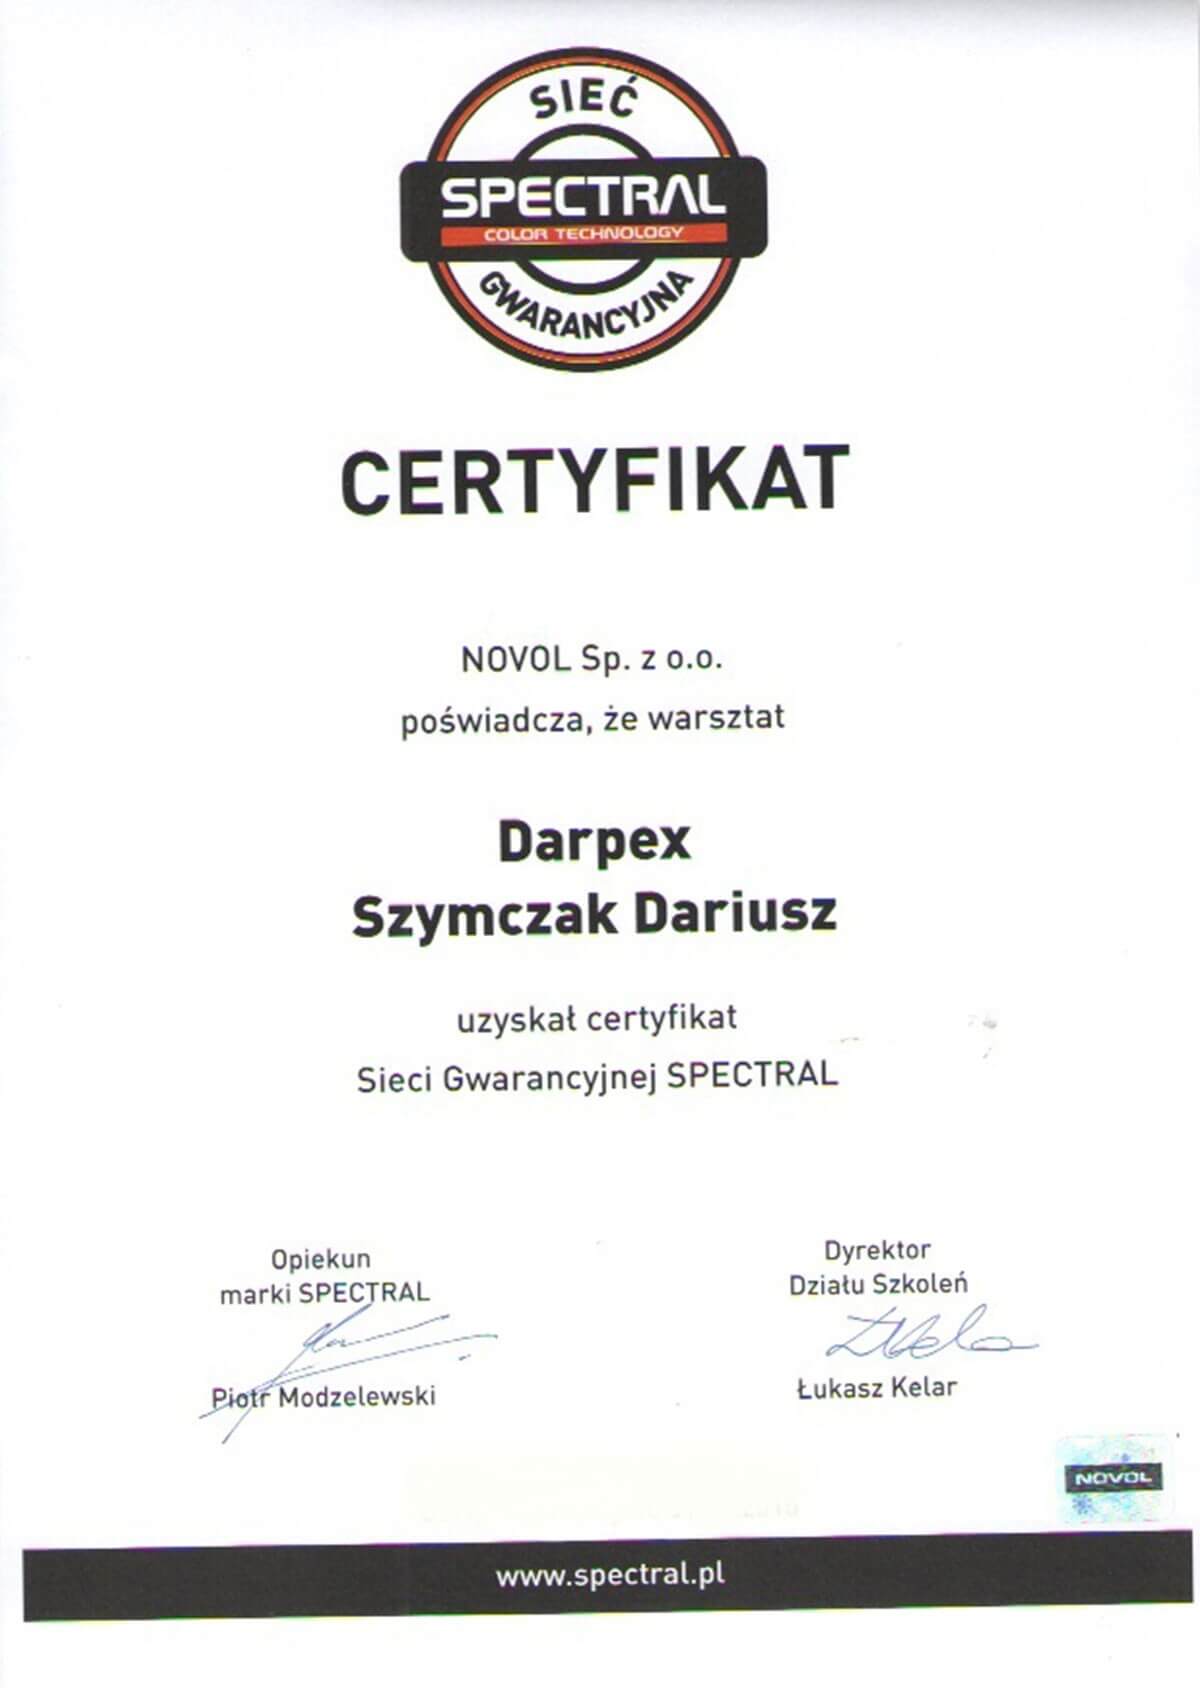 SIEĆ
SPECTRAL
COLOR TECHNOLOGY
GWARANCYJNA
CERTYFIKAT
NOVOL Sp. z o.o.
poświadcza, że warsztat
Darpex
Szymczak Dariusz
uzyskał certyfikat
Sieci Gwarancyjnej SPECTRAL
Opiekun
marki SPECTRAL
Piotr Modzelewski
Dyrektor
Działu Szkoleń
Łukasz Kelar
NOVOL
www.spectral.pl